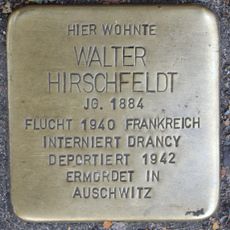 HIER WOHNTE
WALTER
HIRSCHFELDT
JG. 1884
FLUCHT 1940 FRANKREICH
INTERNIERT DRANCY
DEPORTIERT 1942
ERMORDET IN
AUSCHWITZ